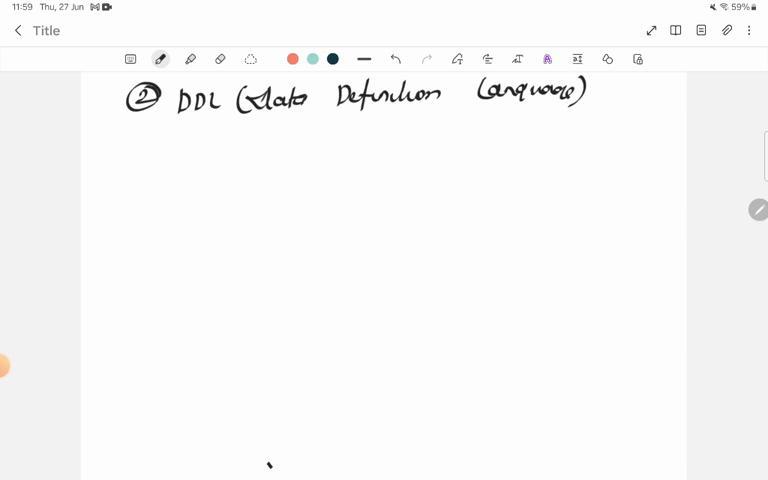 11:59 Thu, 27 Jun 59%
Title
② DDL (Data Definition Language)